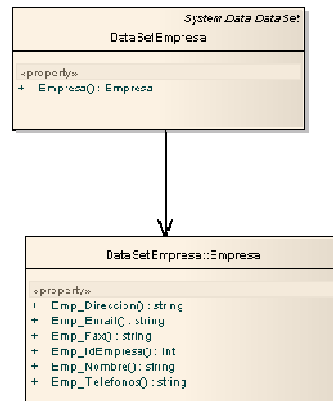 System.Data.DataSet
DataSetEmpresa
«property»
+ Empresa() : Empresa
DataSetEmpresa::Empresa
«property»
+ Emp_Direccion() : string
+ Emp_Email() : string
+ Emp_Fax() : string
+ Emp_IdEmpresa() : int
+ Emp_Nombre() : string
+ Emp_Telefonos() : string